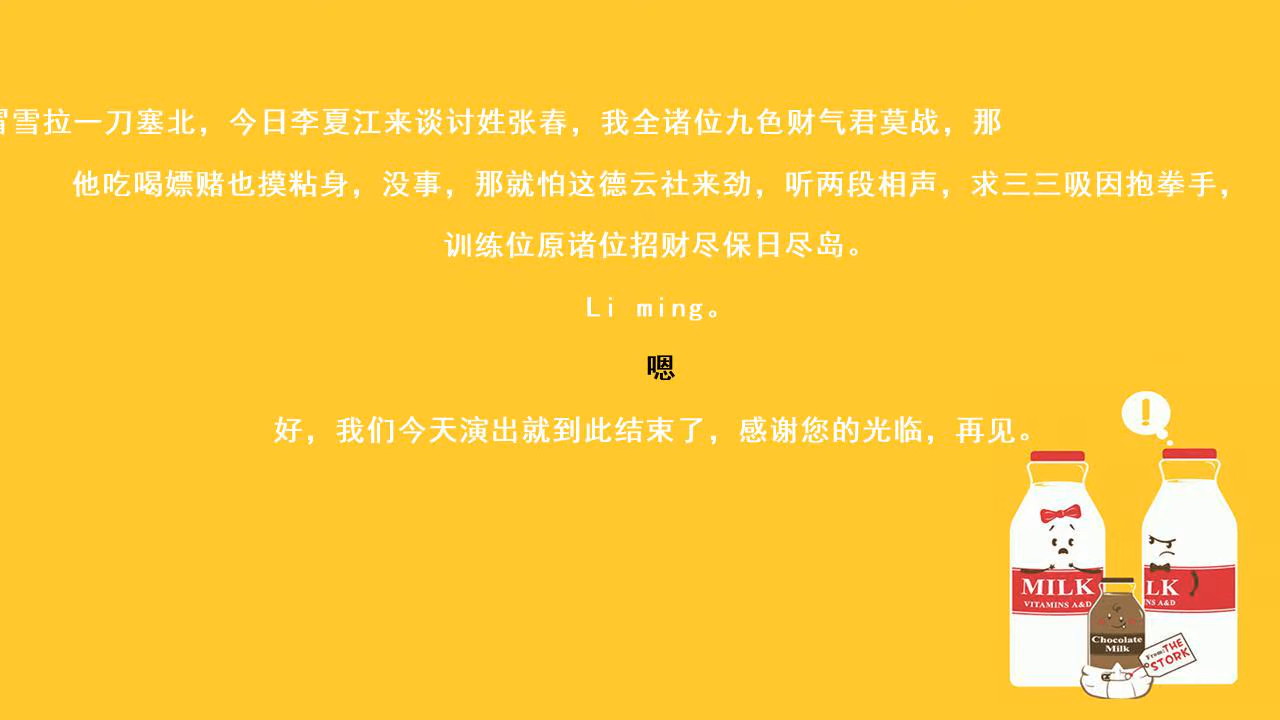 冒雪拉一刀塞北，今日李夏江来谈讨姓张春，我全诸位九色财气君莫战，那
他吃喝嫖赌也摸粘身，没事，那就怕这德云社来劲，听两段相声，求三三吸因抱拳手，
训练位原诸位招财尽保日尽岛。
Li ming。
嗯
好，我们今天演出就到此结束了，感谢您的光临，再见。
!
MILK
VITAMINS A&D
LK
NS A&D
Chocolate
Milk
From: THE
STORK